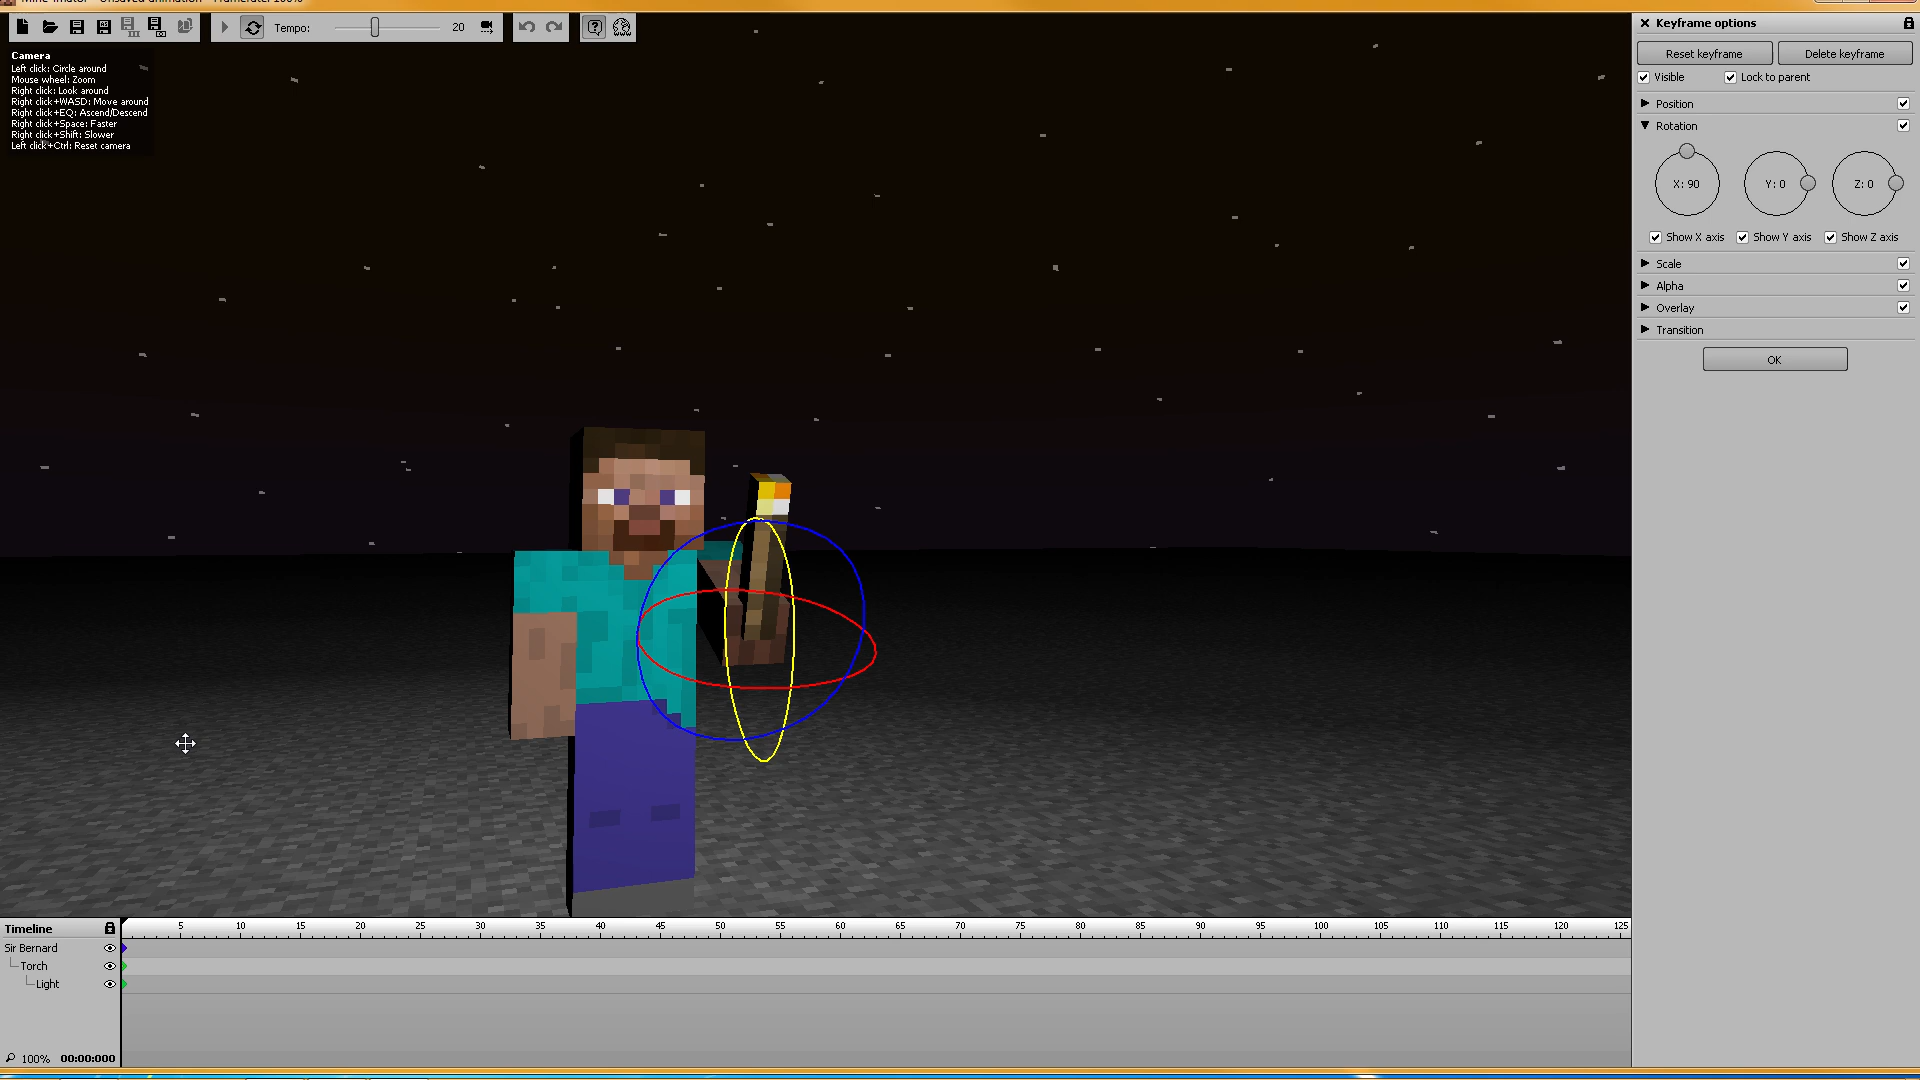 Tempo:
20
Camera
Left click: Circle around
Mouse wheel: Zoom
Right click: Look around
Right click+WASD: Move around
Right click+EQ: Ascend/Descend
Right click+Space: Faster
Right click+Shift: Slower
Left click+Ctrl: Reset camera
Keyframe options
Reset keyframe
Delete keyframe
Visible
Lock to parent
Position
Rotation
X: 90
Y: 0
Z: 0
Show X axis
Show Y axis
Show Z axis
Scale
Alpha
Overlay
Transition
OK
Timeline
5 10 15 20 25 30 35 40 45 50 55 60 65 70 75 80 85 90 95 100 105 110 115 120 125
Sir Bernard
Torch
Light
100% 00:00:000